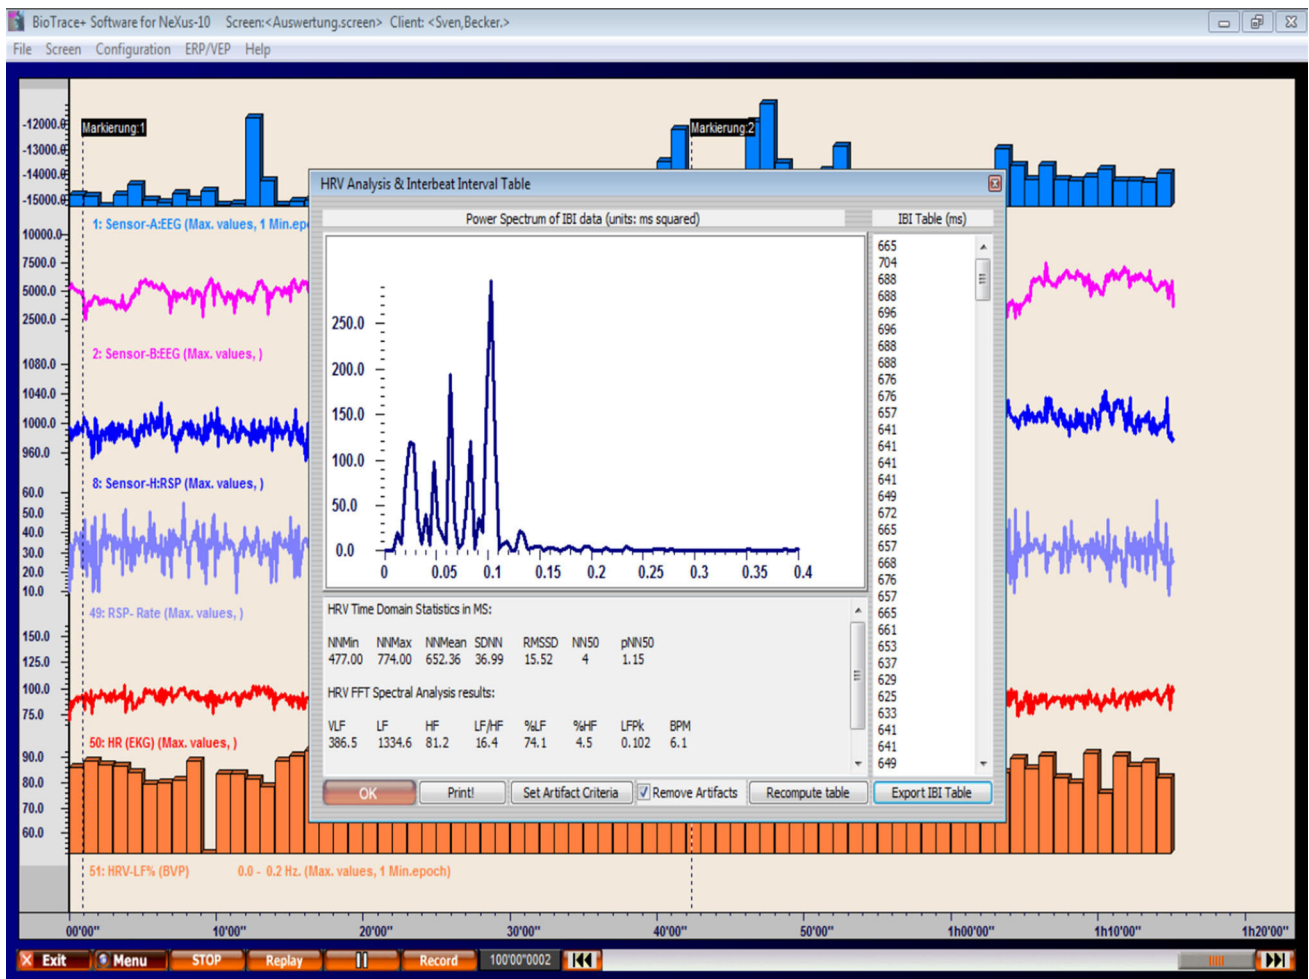 BioTrace+ Software for NeXus-10 Screen:<Auswertung.screen> Client: <Sven,Becker.>
File Screen Configuration ERP/VEP Help
-12000.0
-13000.0
-14000.0
-15000.0
Markierung:1
Markierung:2
1: Sensor-A:EEG (Max. values, 1 Min.epo
10000.0
7500.0
5000.0
2500.0
2: Sensor-B:EEG (Max. values, )
1080.0
1040.0
1000.0
960.0
8: Sensor-H:RSP (Max. values, )
60.0
50.0
40.0
30.0
20.0
10.0
49: RSP- Rate (Max. values, )
150.0
125.0
100.0
75.0
50: HR (EKG) (Max. values, )
90.0
80.0
70.0
60.0
51: HRV-LF% (BVP) 0.0 - 0.2 Hz. (Max. values, 1 Min.epoch)
HRV Analysis & Interbeat Interval Table
Power Spectrum of IBI data (units: ms squared)
250.0
200.0
150.0
100.0
50.0
0.0
0 0.05 0.1 0.15 0.2 0.25 0.3 0.35 0.4
HRV Time Domain Statistics in MS:
NNMin NNMax NNMean SDNN RMSSD NN50 pNN50
477.00 774.00 652.36 36.99 15.52 4 1.15
HRV FFT Spectral Analysis results:
VLF LF HF LF/HF %LF %HF LFPk BPM
386.5 1334.6 81.2 16.4 74.1 4.5 0.102 6.1
IBI Table (ms)
665
704
688
688
696
696
688
688
676
676
657
641
641
641
641
649
672
665
657
668
676
657
665
661
653
637
629
625
633
641
641
649
OK Print! Set Artifact Criteria Remove Artifacts Recompute table Export IBI Table
00'00" 10'00" 20'00" 30'00" 40'00" 50'00" 1h00'00" 1h10'00" 1h20'00"
Exit Menu STOP Replay Record 100'00"0002